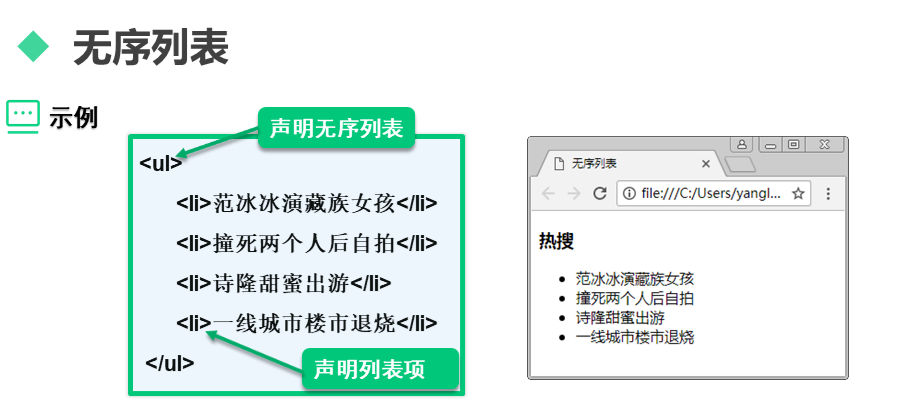 无序列表
示例
声明无序列表
<ul>
<li>范冰冰演藏族女孩</li>
<li>撞死两个人后自拍</li>
<li>诗隆甜蜜出游</li>
<li>一线城市楼市退烧</li>
</ul>
声明列表项
无序列表
file:///C:/Users/yangl...
热搜
范冰冰演藏族女孩
撞死两个人后自拍
诗隆甜蜜出游
一线城市楼市退烧